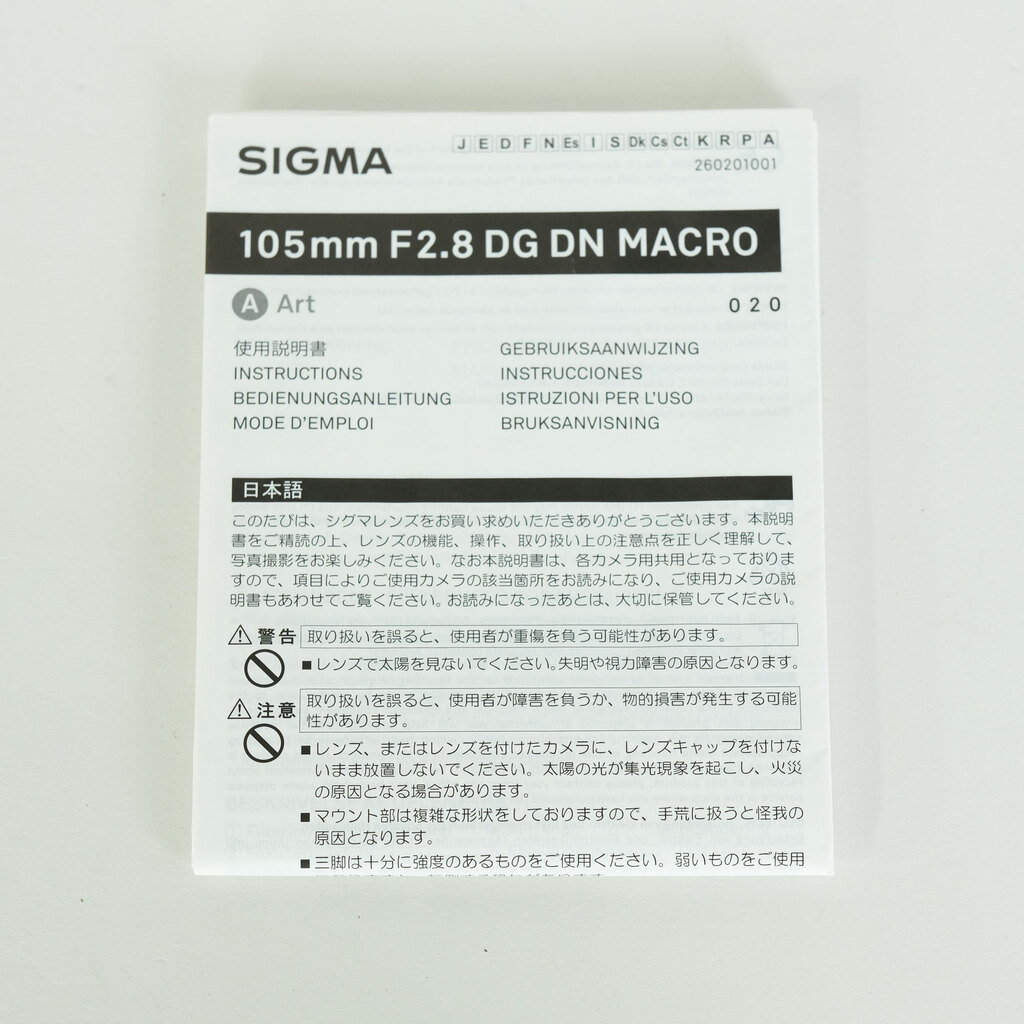 SIGMA
J E D F N Es I S Dk Cs Ct K R P A
260201001
105mm F2.8 DG DN MACRO
A Art
020
使用説明書
INSTRUCTIONS
BEDIENUNGSANLEITUNG
MODE D'EMPLOI
GEBRUIKSAANWIJZING
INSTRUCCIONES
ISTRUZIONI PER L'USO
BRUKSANVISNING
日本語
このたびは、シグマレンズをお買い求めいただきありがとうございます。本説明
書をご精読の上、レンズの機能、操作、取り扱い上の注意点を正しく理解して、
写真撮影をお楽しみください。なお本説明書は、各カメラ用共用となっておりま
すので、項目によりご使用カメラの該当箇所をお読みになり、ご使用カメラの説
明書もあわせてご覧ください。お読みになったあとは、大切に保管してください。
⚠ 警告 取り扱いを誤ると、使用者が重傷を負う可能性があります。
■レンズで太陽を見ないでください。失明や視力障害の原因となります。
⚠ 注意 取り扱いを誤ると、使用者が障害を負うか、物的損害が発生する可能
性があります。
■レンズ、またはレンズを付けたカメラに、レンズキャップを付けな
いまま放置しないでください。太陽の光が集光現象を起こし、火災
の原因となる場合があります。
■マウント部は複雑な形状をしておりますので、手荒に扱うと怪我の
原因となります。
■三脚は十分に強度のあるものをご使用ください。弱いものをご使用